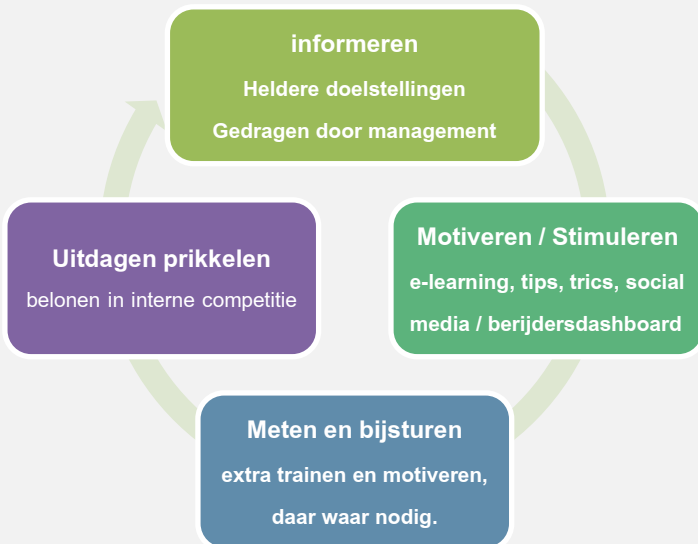 informeren
Heldere doelstellingen
Gedragen door management
Motiveren / Stimuleren
e-learning, tips, trics, social
media / berijdersdashboard
Meten en bijsturen
extra trainen en motiveren,
daar waar nodig.
Uitdagen prikkelen
belonen in interne competitie